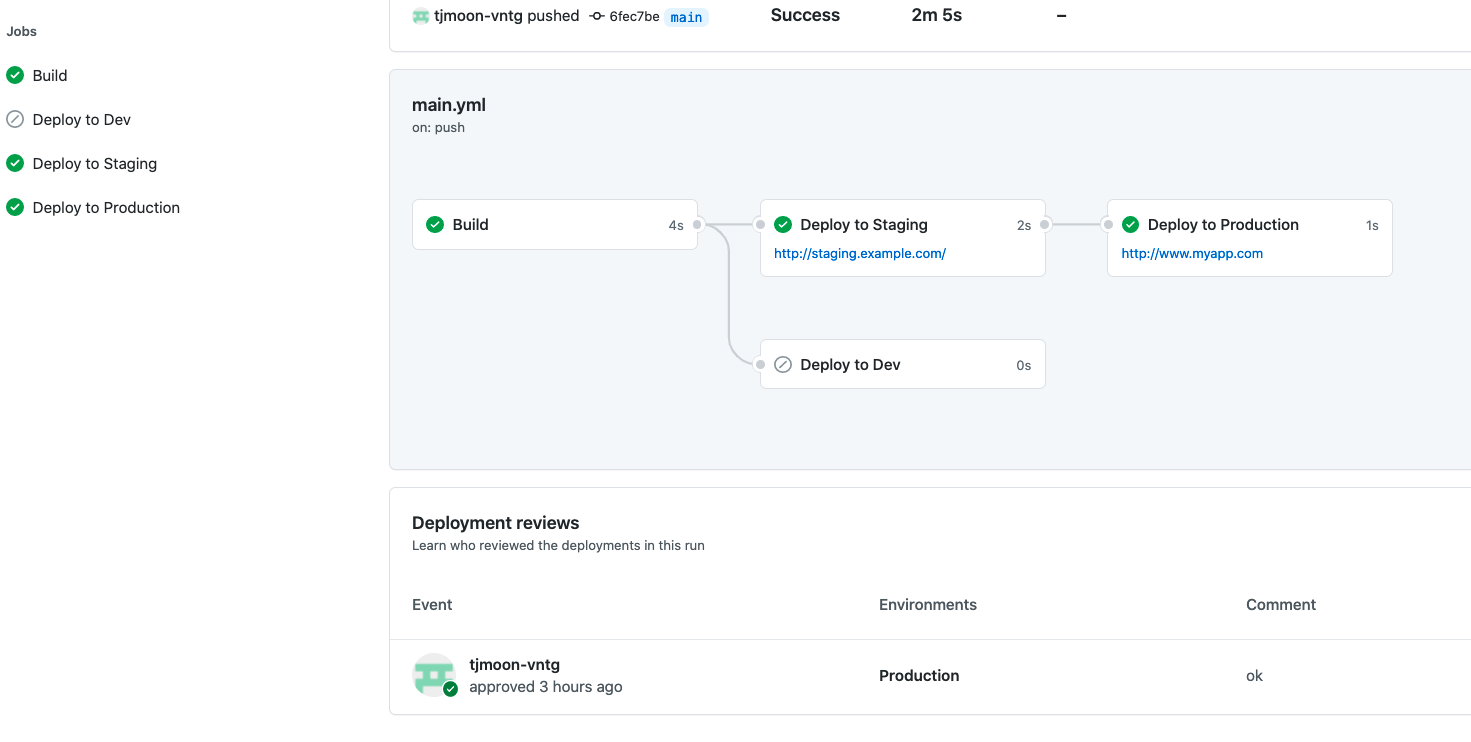 Jobs
Build
Deploy to Dev
Deploy to Staging
Deploy to Production
tjmoon-vntg pushed 6fec7be main Success 2m 5s –
main.yml
on: push
Build 4s
Deploy to Staging 2s
http://staging.example.com/
Deploy to Production 1s
http://www.myapp.com
Deploy to Dev 0s
Deployment reviews
Learn who reviewed the deployments in this run
Event Environments Comment
tjmoon-vntg
approved 3 hours ago
Production
ok